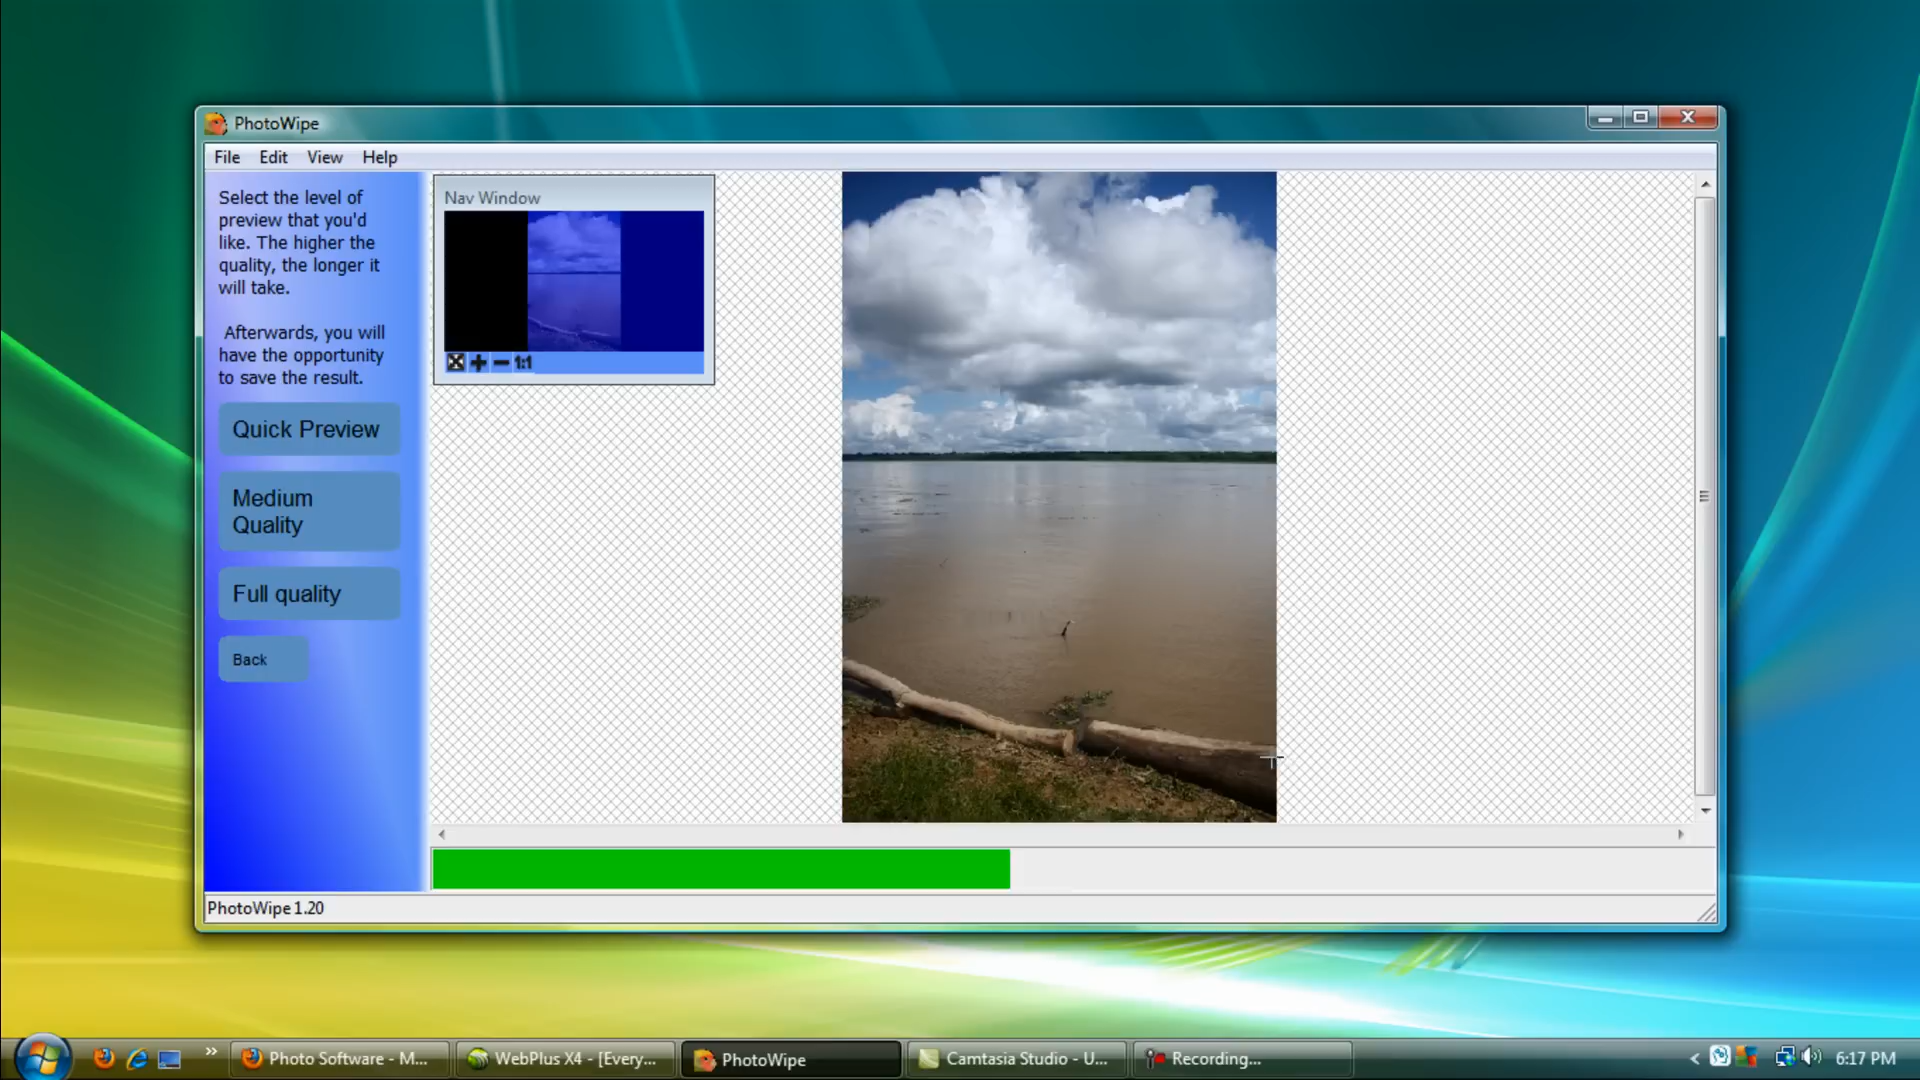 PhotoWipe
File Edit View Help
Select the level of
preview that you'd
like. The higher the
quality, the longer it
will take.
Afterwards, you will
have the opportunity
to save the result.
Quick Preview
Medium
Quality
Full quality
Back
Nav Window
1:1
PhotoWipe 1.20
Photo Software - M...
WebPlus X4 - [Every...
PhotoWipe
Camtasia Studio - U...
Recording...
6:17 PM